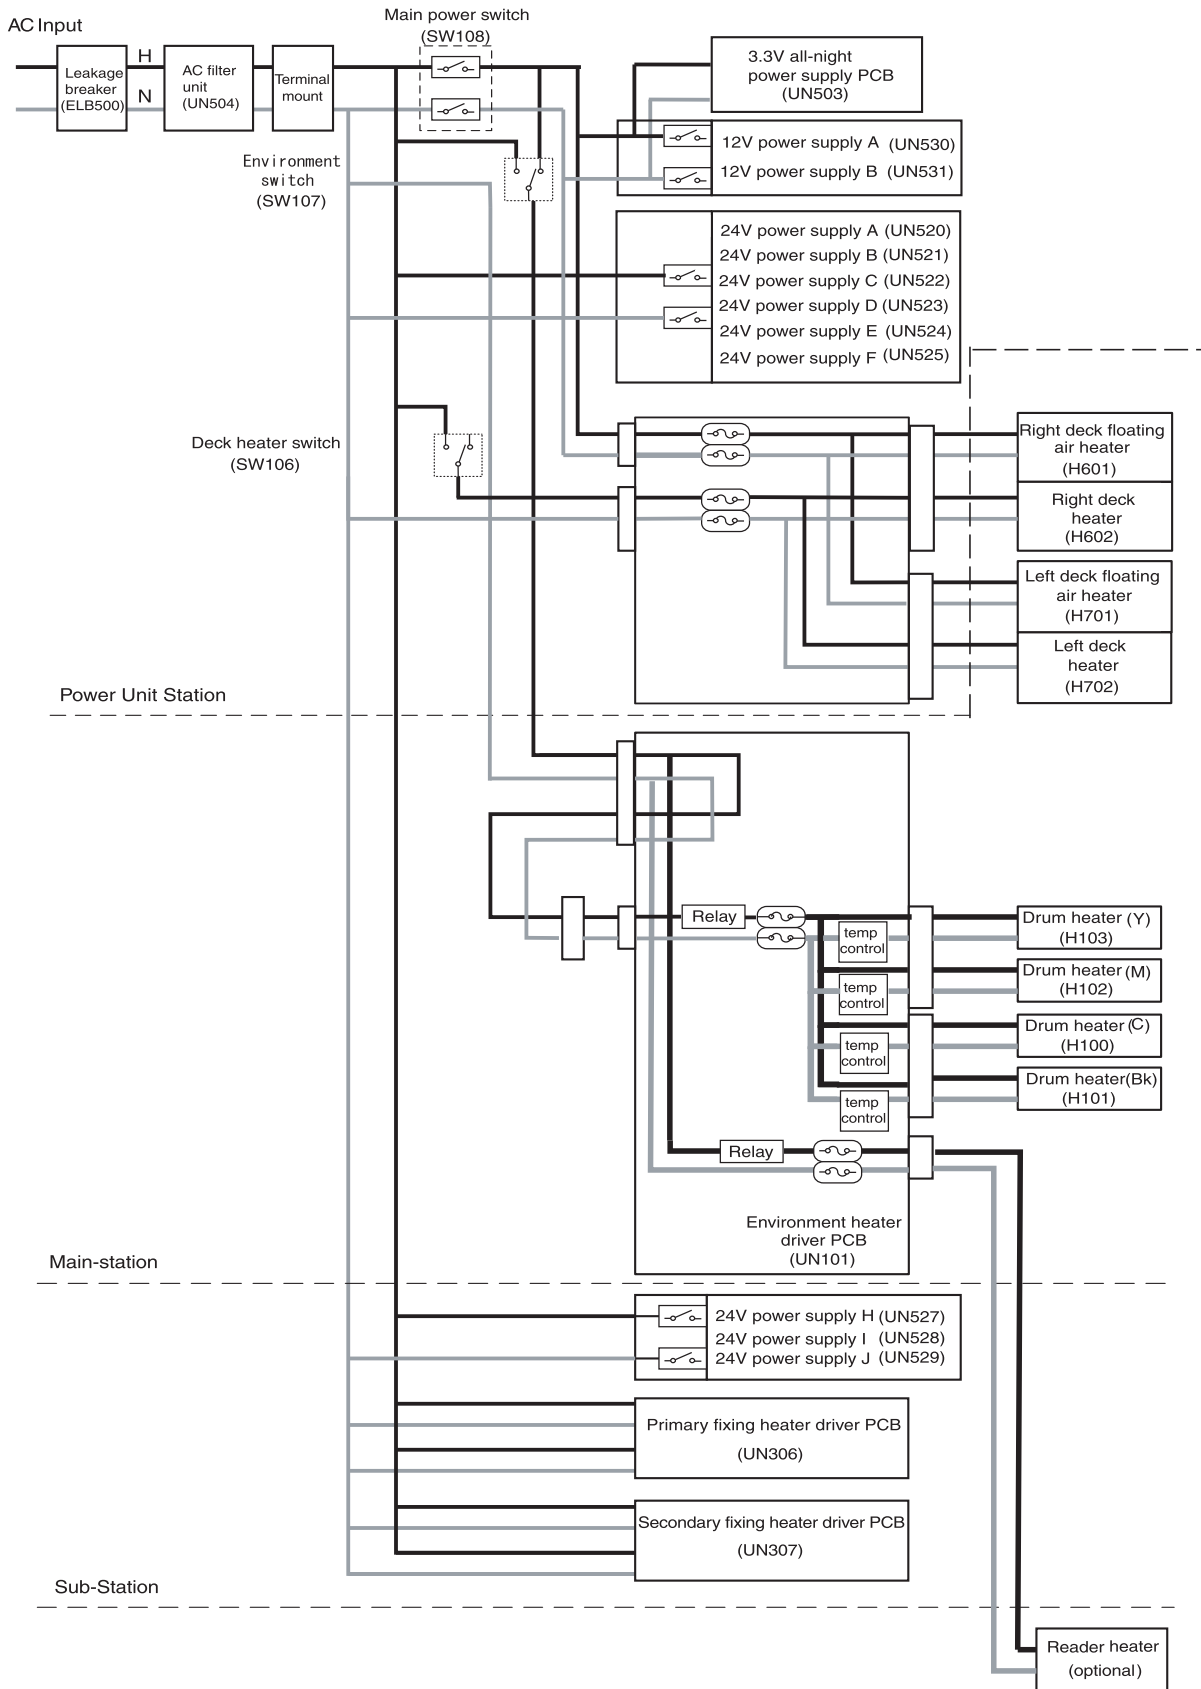 AC Input
Main power switch
(SW108)
Leakage
breaker
(ELB500)
H
N
AC filter
unit
(UN504)
Terminal
mount
3.3V all-night
power supply PCB
(UN503)
12V power supply A (UN530)
12V power supply B (UN531)
Environment
switch
(SW107)
24V power supply A (UN520)
24V power supply B (UN521)
24V power supply C (UN522)
24V power supply D (UN523)
24V power supply E (UN524)
24V power supply F (UN525)
Deck heater switch
(SW106)
Right deck floating
air heater
(H601)
Right deck
heater
(H602)
Left deck floating
air heater
(H701)
Left deck
heater
(H702)
Power Unit Station
Relay
temp
control
temp
control
temp
control
temp
control
Drum heater (Y)
(H103)
Drum heater (M)
(H102)
Drum heater (C)
(H100)
Drum heater(Bk)
(H101)
Relay
Environment heater
driver PCB
(UN101)
Main-station
24V power supply H (UN527)
24V power supply I (UN528)
24V power supply J (UN529)
Primary fixing heater driver PCB
(UN306)
Secondary fixing heater driver PCB
(UN307)
Sub-Station
Reader heater
(optional)